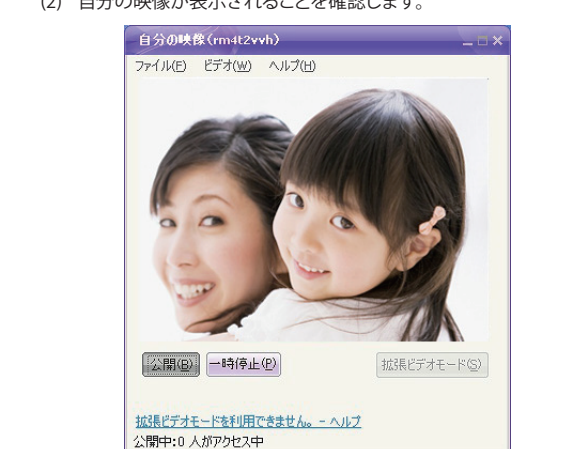 (2) 自分の映像が表示されることを確認します。
自分の映像(rm4t2vvh)
ファイル(F) ビデオ(W) ヘルプ(H)
公開(B) 一時停止(P) 拡張ビデオモード(S)
拡張ビデオモードを利用できません。 - ヘルプ
公開中:0 人がアクセス中